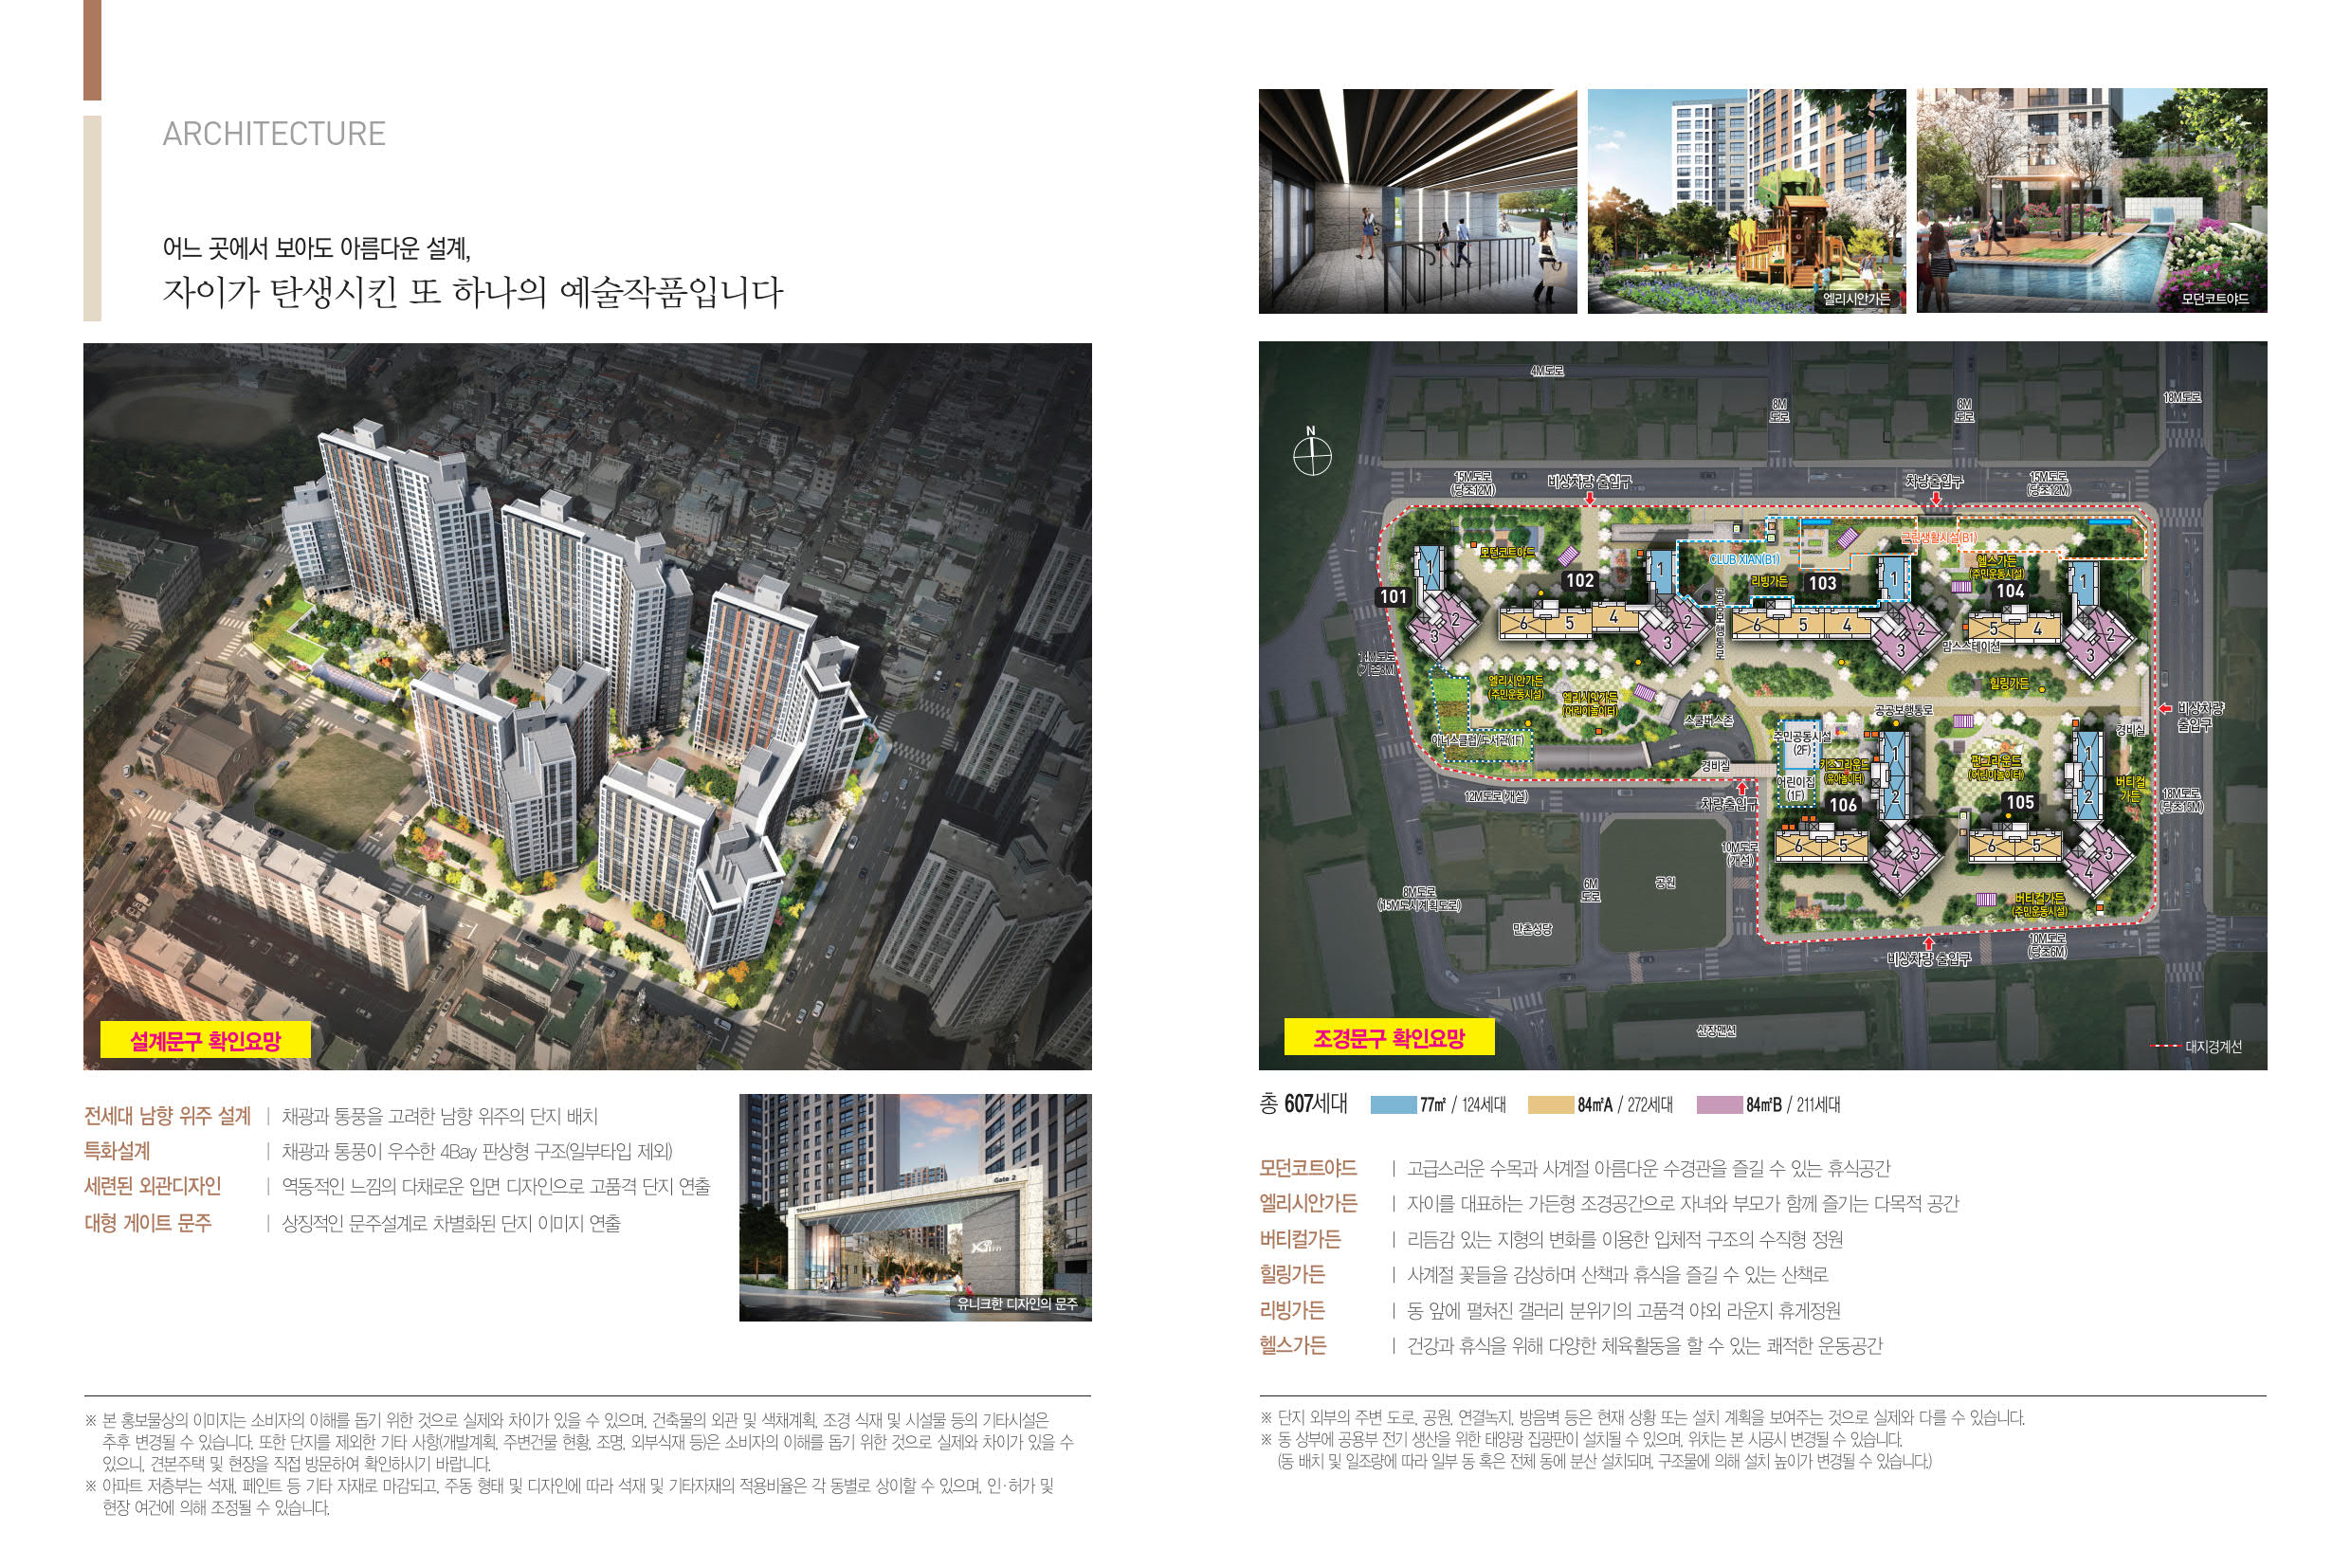 ARCHITECTURE
어느 곳에서 보아도 아름다운 설계,
자이가 탄생시킨 또 하나의 예술작품입니다
설계문구 확인요망
전세대 남향 위주 설계 | 채광과 통풍을 고려한 남향 위주의 단지 배치
특화설계 | 채광과 통풍이 우수한 4Bay 판상형 구조(일부타입 제외)
세련된 외관디자인 | 역동적인 느낌의 다채로운 입면 디자인으로 고품격 단지 연출
대형 게이트 문주 | 상징적인 문주설계로 차별화된 단지 이미지 연출
Gate 2
Xi
유니크한 디자인의 문주
※ 본 홍보물상의 이미지는 소비자의 이해를 돕기 위한 것으로 실제와 차이가 있을 수 있으며, 건축물의 외관 및 색채계획, 조경 식재 및 시설물 등의 기타시설은
추후 변경될 수 있습니다. 또한 단지를 제외한 기타 사항(개발계획, 주변건물 현황, 조명, 외부식재 등)은 소비자의 이해를 돕기 위한 것으로 실제와 차이가 있을 수
있으니, 견본주택 및 현장을 직접 방문하여 확인하시기 바랍니다.
※ 아파트 저층부는 석재, 페인트 등 기타 자재로 마감되고, 주동 형태 및 디자인에 따라 석재 및 기타자재의 적용비율은 각 동별로 상이할 수 있으며, 인·허가 및
현장 여건에 의해 조정될 수 있습니다.
엘리시안가든
모던코트야드
4M도로
8M
도로
8M
도로
18M도로
N
15M도로
(당초12M)
비상차량 출입구
차량출입구
15M도로
(당초12M)
모던코트야드
CLUB XIAN(B1)
근린생활시설(B1)
헬스가든
(주민운동시설)
리빙가든
101
102
103
104
1
2
3
1
2
3
4
5
6
1
2
3
4
5
6
1
2
3
4
5
공공보행통로
맘스스테이션
14M도로
(기존8M)
엘리시안가든
(주민운동시설)
엘리시안가든
(어린이놀이터)
힐링가든
스쿨버스존
공공보행통로
비상차량
출입구
경비실
이너스클럽/도서관(1F)
주민공동시설
(2F)
경비실
키즈그라운드
(유아놀이터)
펀그라운드
(어린이놀이터)
버티컬
가든
어린이집
(1F)
12M도로(개설)
차량출입구
106
105
18M도로
(당초15M)
1
2
3
4
5
6
1
2
3
4
5
6
10M도로
(개설)
8M도로
(15M도시계획도로)
6M
도로
공원
만촌성당
버티컬가든
(주민운동시설)
비상차량 출입구
10M도로
(당초6M)
산장맨션
조경문구 확인요망
대지경계선
총 607세대 77㎡ / 124세대 84㎡A / 272세대 84㎡B / 211세대
모던코트야드 | 고급스러운 수목과 사계절 아름다운 수경관을 즐길 수 있는 휴식공간
엘리시안가든 | 자이를 대표하는 가든형 조경공간으로 자녀와 부모가 함께 즐기는 다목적 공간
버티컬가든 | 리듬감 있는 지형의 변화를 이용한 입체적 구조의 수직형 정원
힐링가든 | 사계절 꽃들을 감상하며 산책과 휴식을 즐길 수 있는 산책로
리빙가든 | 동 앞에 펼쳐진 갤러리 분위기의 고품격 야외 라운지 휴게정원
헬스가든 | 건강과 휴식을 위해 다양한 체육활동을 할 수 있는 쾌적한 운동공간
※ 단지 외부의 주변 도로, 공원, 연결녹지, 방음벽 등은 현재 상황 또는 설치 계획을 보여주는 것으로 실제와 다를 수 있습니다.
※ 동 상부에 공용부 전기 생산을 위한 태양광 집광판이 설치될 수 있으며, 위치는 본 시공시 변경될 수 있습니다.
(동 배치 및 일조량에 따라 일부 동 혹은 전체 동에 분산 설치되며, 구조물에 의해 설치 높이가 변경될 수 있습니다.)